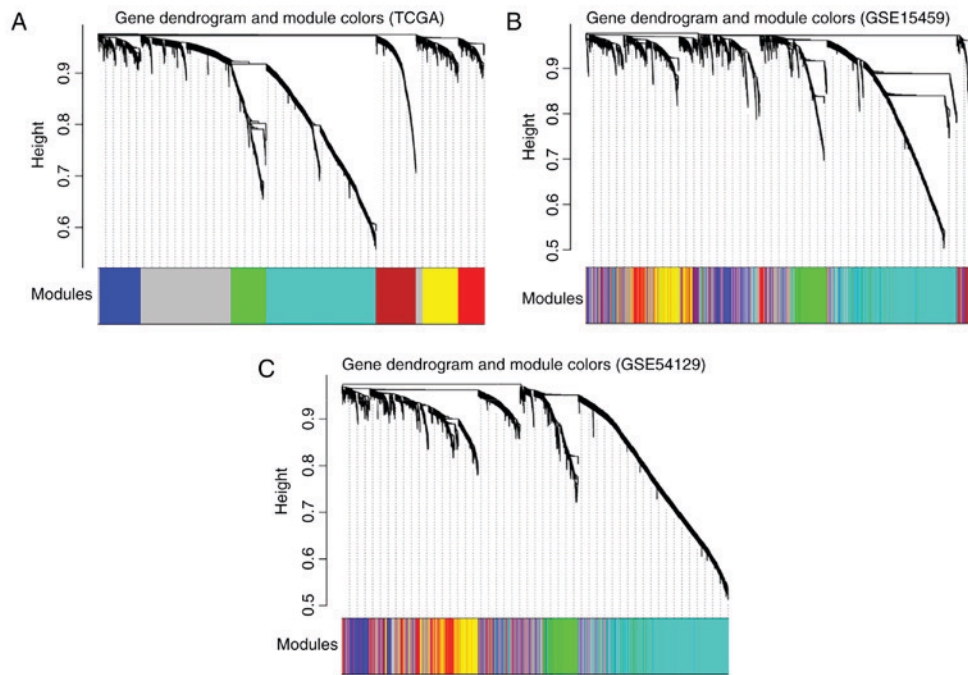 A
Gene dendrogram and module colors (TCGA)
Height
0.9
0.8
0.7
0.6
Modules
B
Gene dendrogram and module colors (GSE15459)
Height
0.9
0.8
0.7
0.6
0.5
Modules
C
Gene dendrogram and module colors (GSE54129)
Height
0.9
0.8
0.7
0.6
0.5
Modules